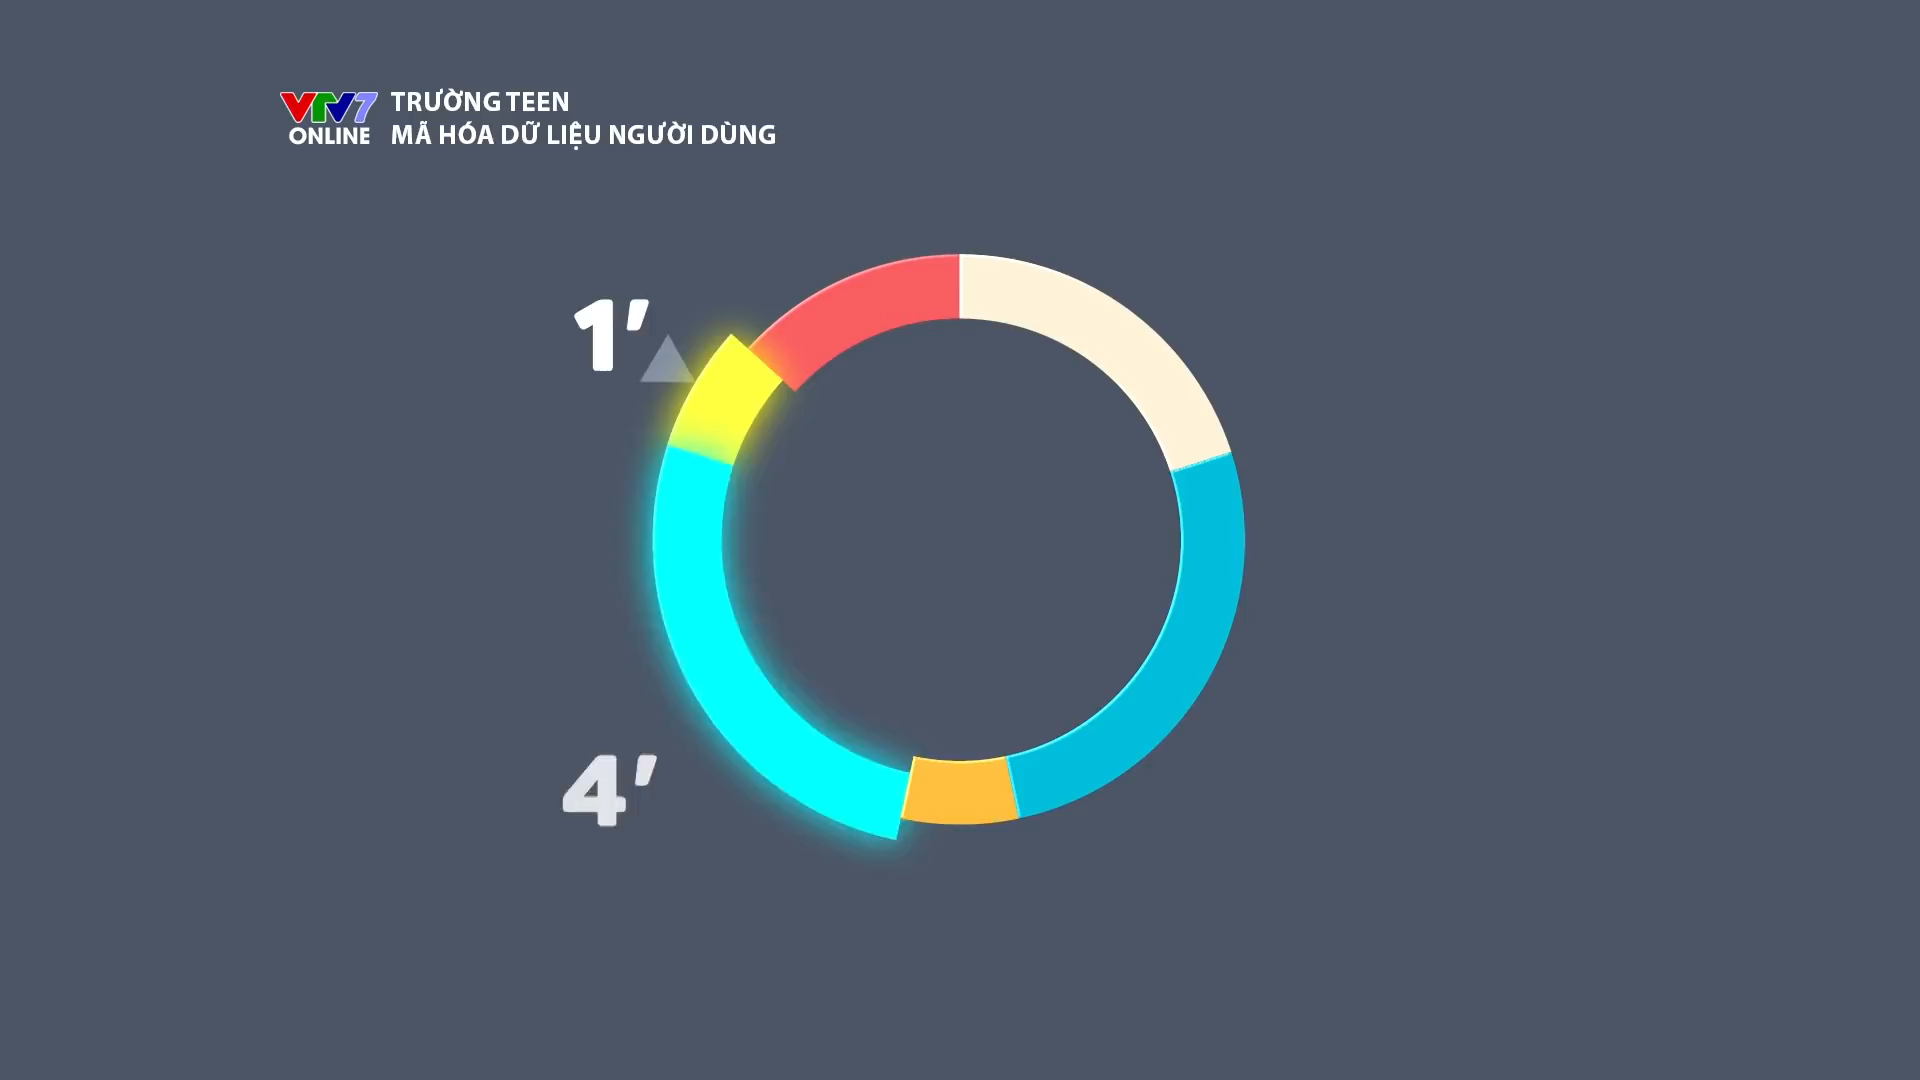 VTV7
ONLINE
TRƯỜNG TEEN
MÃ HÓA DỮ LIỆU NGƯỜI DÙNG
1’
4’